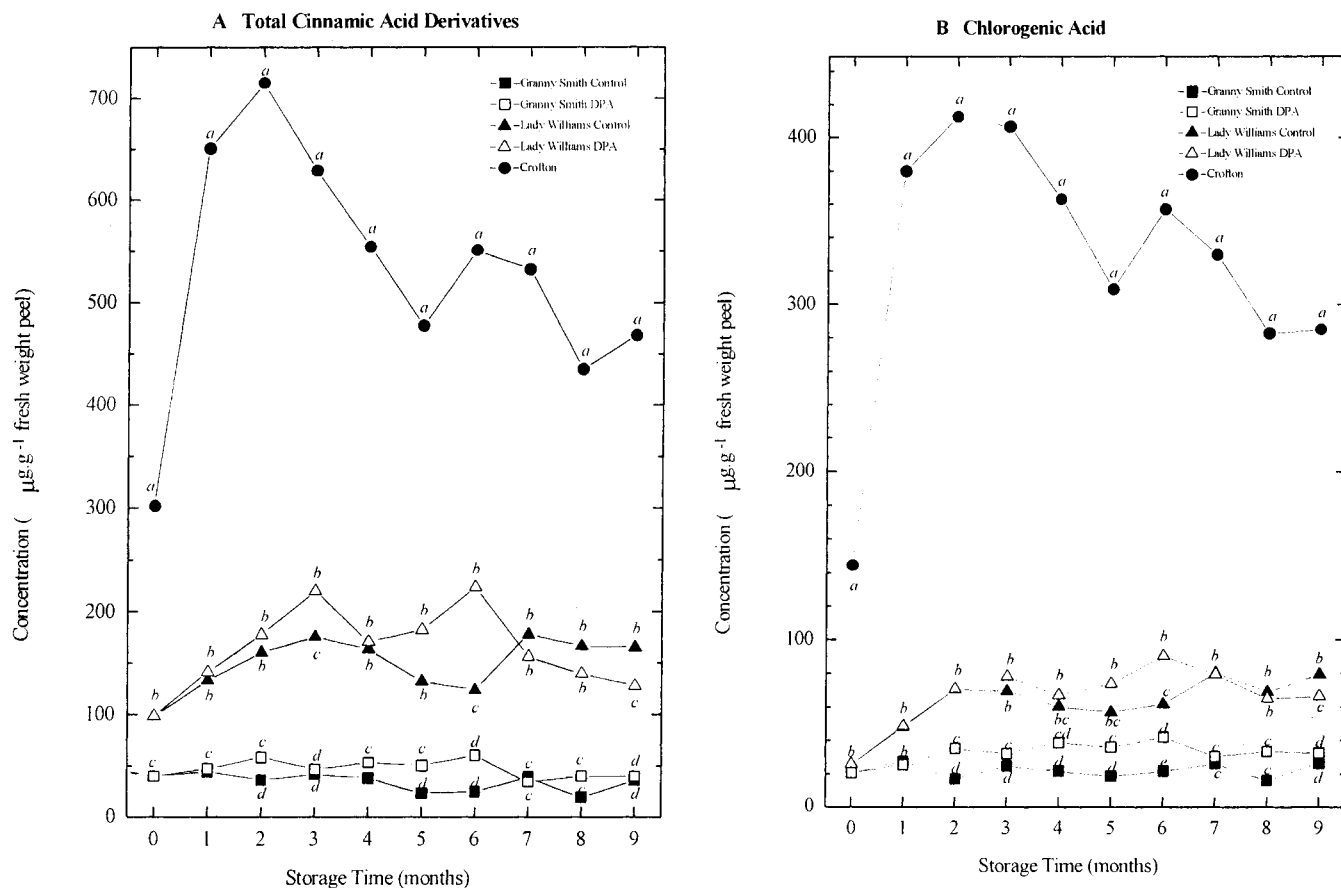 A Total Cinnamic Acid Derivatives
Concentration ( µg.g⁻¹ fresh weight peel)
700
600
500
400
300
200
100
0
Granny Smith Control
Granny Smith DPA
Lady Williams Control
Lady Williams DPA
Crofton
a a a a a a a a a a
b b b b b b b b b b
b b c b b c b b c
c c c d c c d c c c
d d d d c c d
0 1 2 3 4 5 6 7 8 9
Storage Time (months)
B Chlorogenic Acid
Concentration ( µg.g⁻¹ fresh weight peel)
400
300
200
100
0
Granny Smith Control
Granny Smith DPA
Lady Williams Control
Lady Williams DPA
Crofton
a a a a a a a a a a
b b b b b b b b b b
b bc bc c b c
b b c c cd c d c c d
d d d d e c c d
0 1 2 3 4 5 6 7 8 9
Storage Time (months)